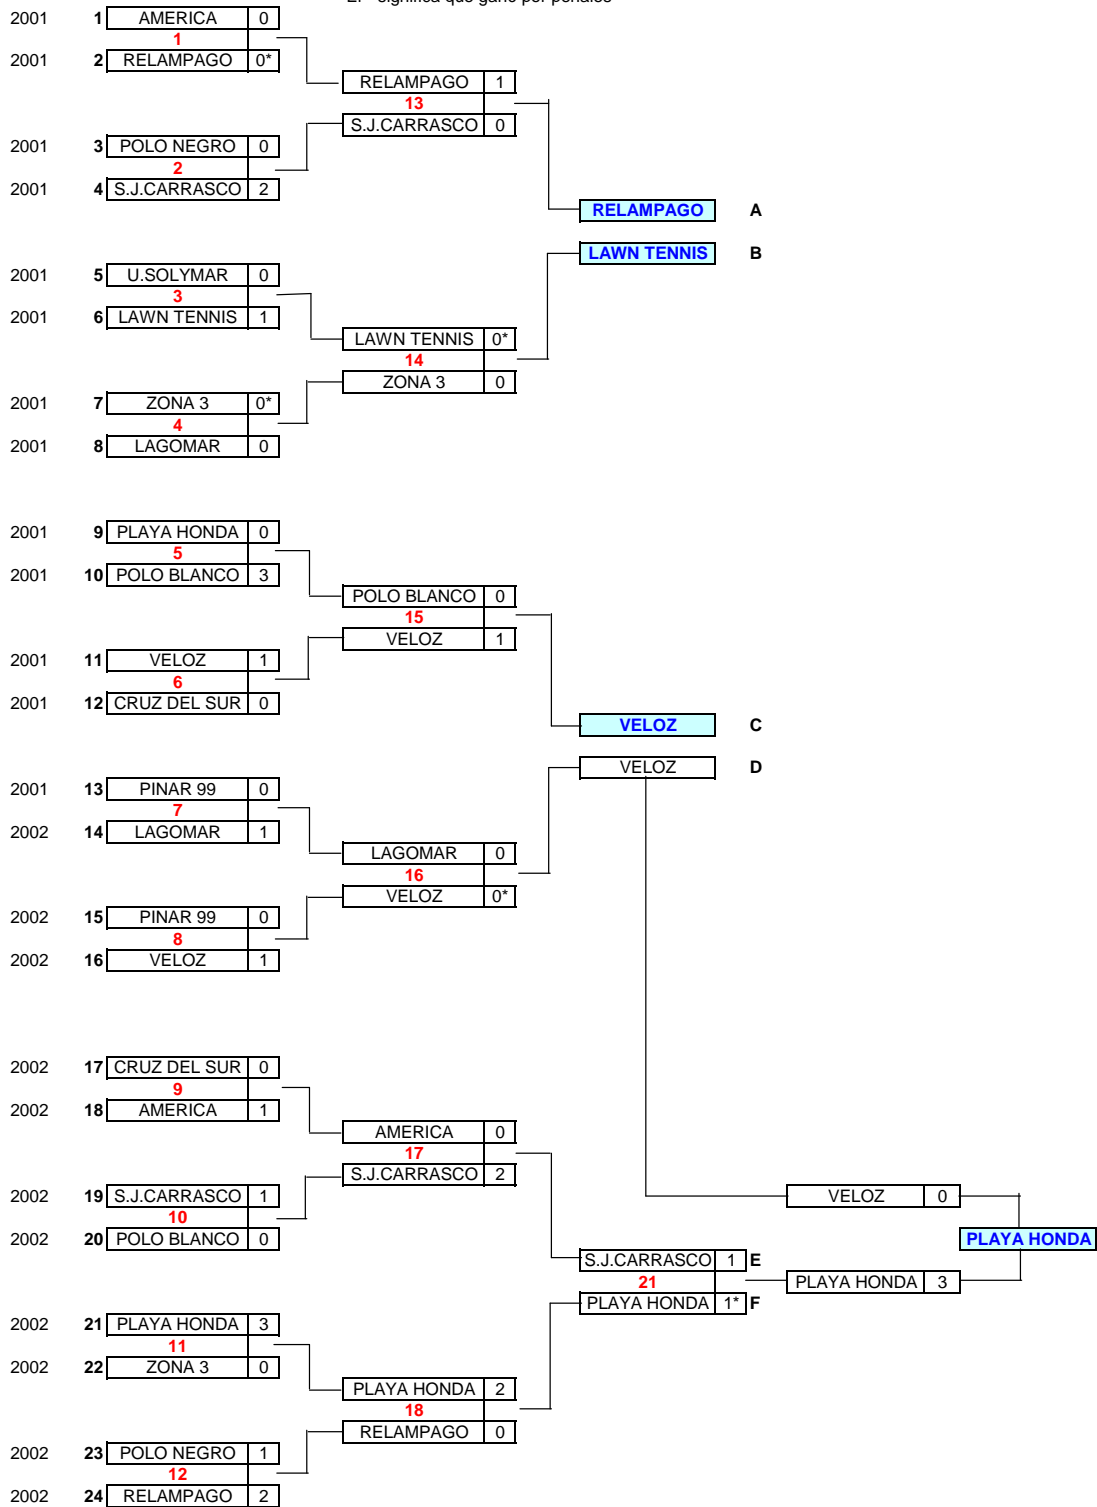 El * significa que ganó por penales
2001 1 AMERICA 0
1
2001 2 RELAMPAGO 0*
RELAMPAGO 1
13
S.J.CARRASCO 0
2001 3 POLO NEGRO 0
2
2001 4 S.J.CARRASCO 2
RELAMPAGO A
LAWN TENNIS B
2001 5 U.SOLYMAR 0
3
2001 6 LAWN TENNIS 1
LAWN TENNIS 0*
14
ZONA 3 0
2001 7 ZONA 3 0*
4
2001 8 LAGOMAR 0
2001 9 PLAYA HONDA 0
5
2001 10 POLO BLANCO 3
POLO BLANCO 0
15
VELOZ 1
2001 11 VELOZ 1
6
2001 12 CRUZ DEL SUR 0
VELOZ C
VELOZ D
2001 13 PINAR 99 0
7
2002 14 LAGOMAR 1
LAGOMAR 0
16
VELOZ 0*
2002 15 PINAR 99 0
8
2002 16 VELOZ 1
2002 17 CRUZ DEL SUR 0
9
2002 18 AMERICA 1
AMERICA 0
17
S.J.CARRASCO 2
2002 19 S.J.CARRASCO 1
10
2002 20 POLO BLANCO 0
VELOZ 0
PLAYA HONDA
S.J.CARRASCO 1 E
21
PLAYA HONDA 3
PLAYA HONDA 1* F
2002 21 PLAYA HONDA 3
11
2002 22 ZONA 3 0
PLAYA HONDA 2
18
RELAMPAGO 0
2002 23 POLO NEGRO 1
12
2002 24 RELAMPAGO 2